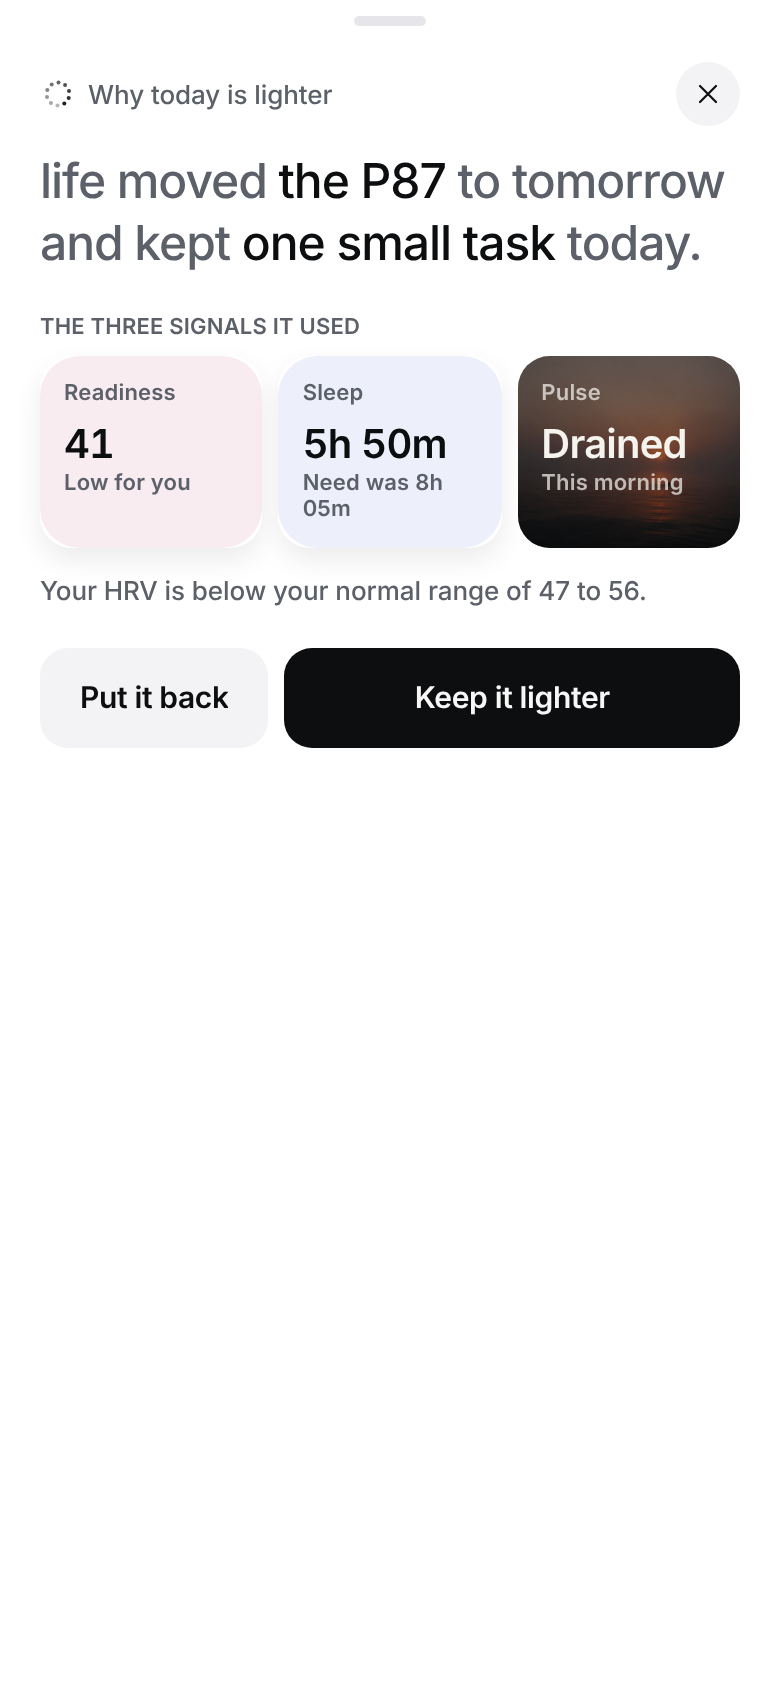 Why today is lighter
life moved the P87 to tomorrow
and kept one small task today.
THE THREE SIGNALS IT USED
Readiness
41
Low for you
Sleep
5h 50m
Need was 8h
05m
Pulse
Drained
This morning
Your HRV is below your normal range of 47 to 56.
Put it back
Keep it lighter